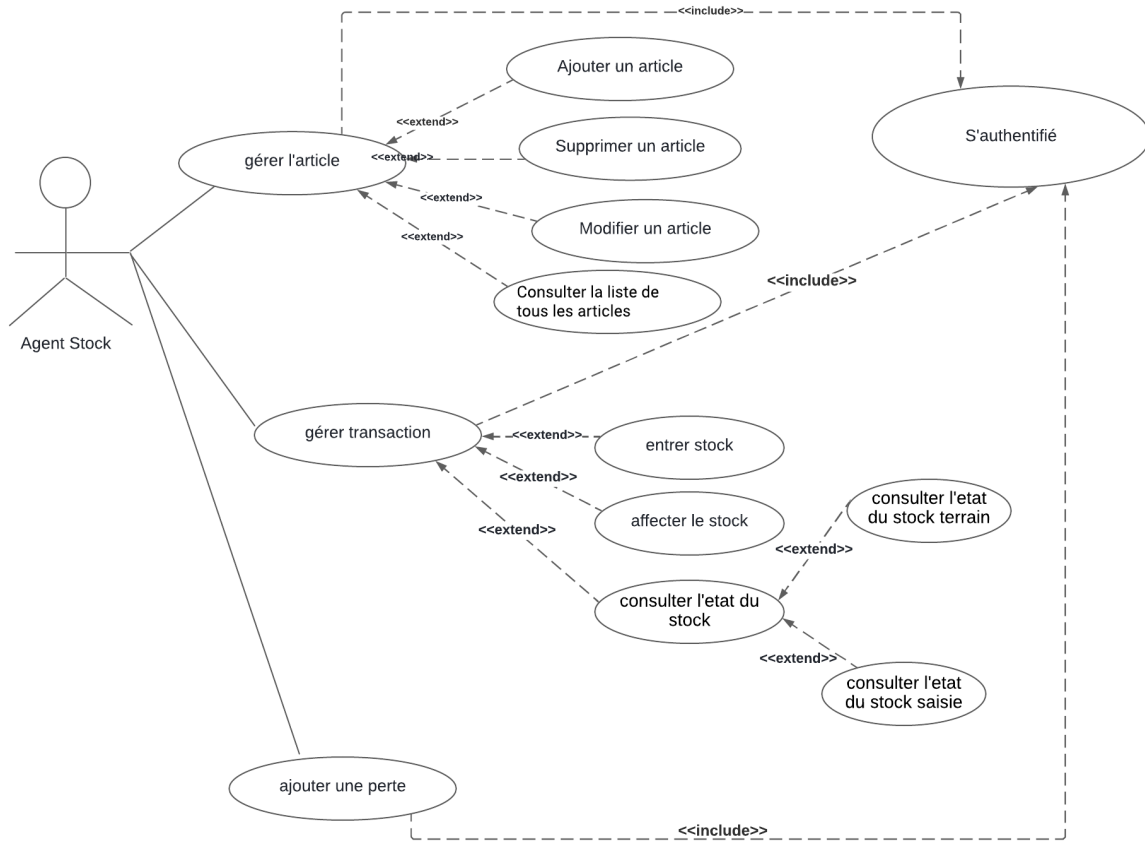 <<include>>
Ajouter un article
<<extend>>
S'authentifié
Supprimer un article
<<extend>>
gérer l'article
<<extend>>
Modifier un article
<<extend>>
<<include>>
Consulter la liste de
tous les articles
Agent Stock
gérer transaction
<<extend>>
entrer stock
<<extend>>
consulter l'etat
du stock terrain
affecter le stock
<<extend>>
<<extend>>
consulter l'etat du
stock
<<extend>>
consulter l'etat
du stock saisie
ajouter une perte
<<include>>